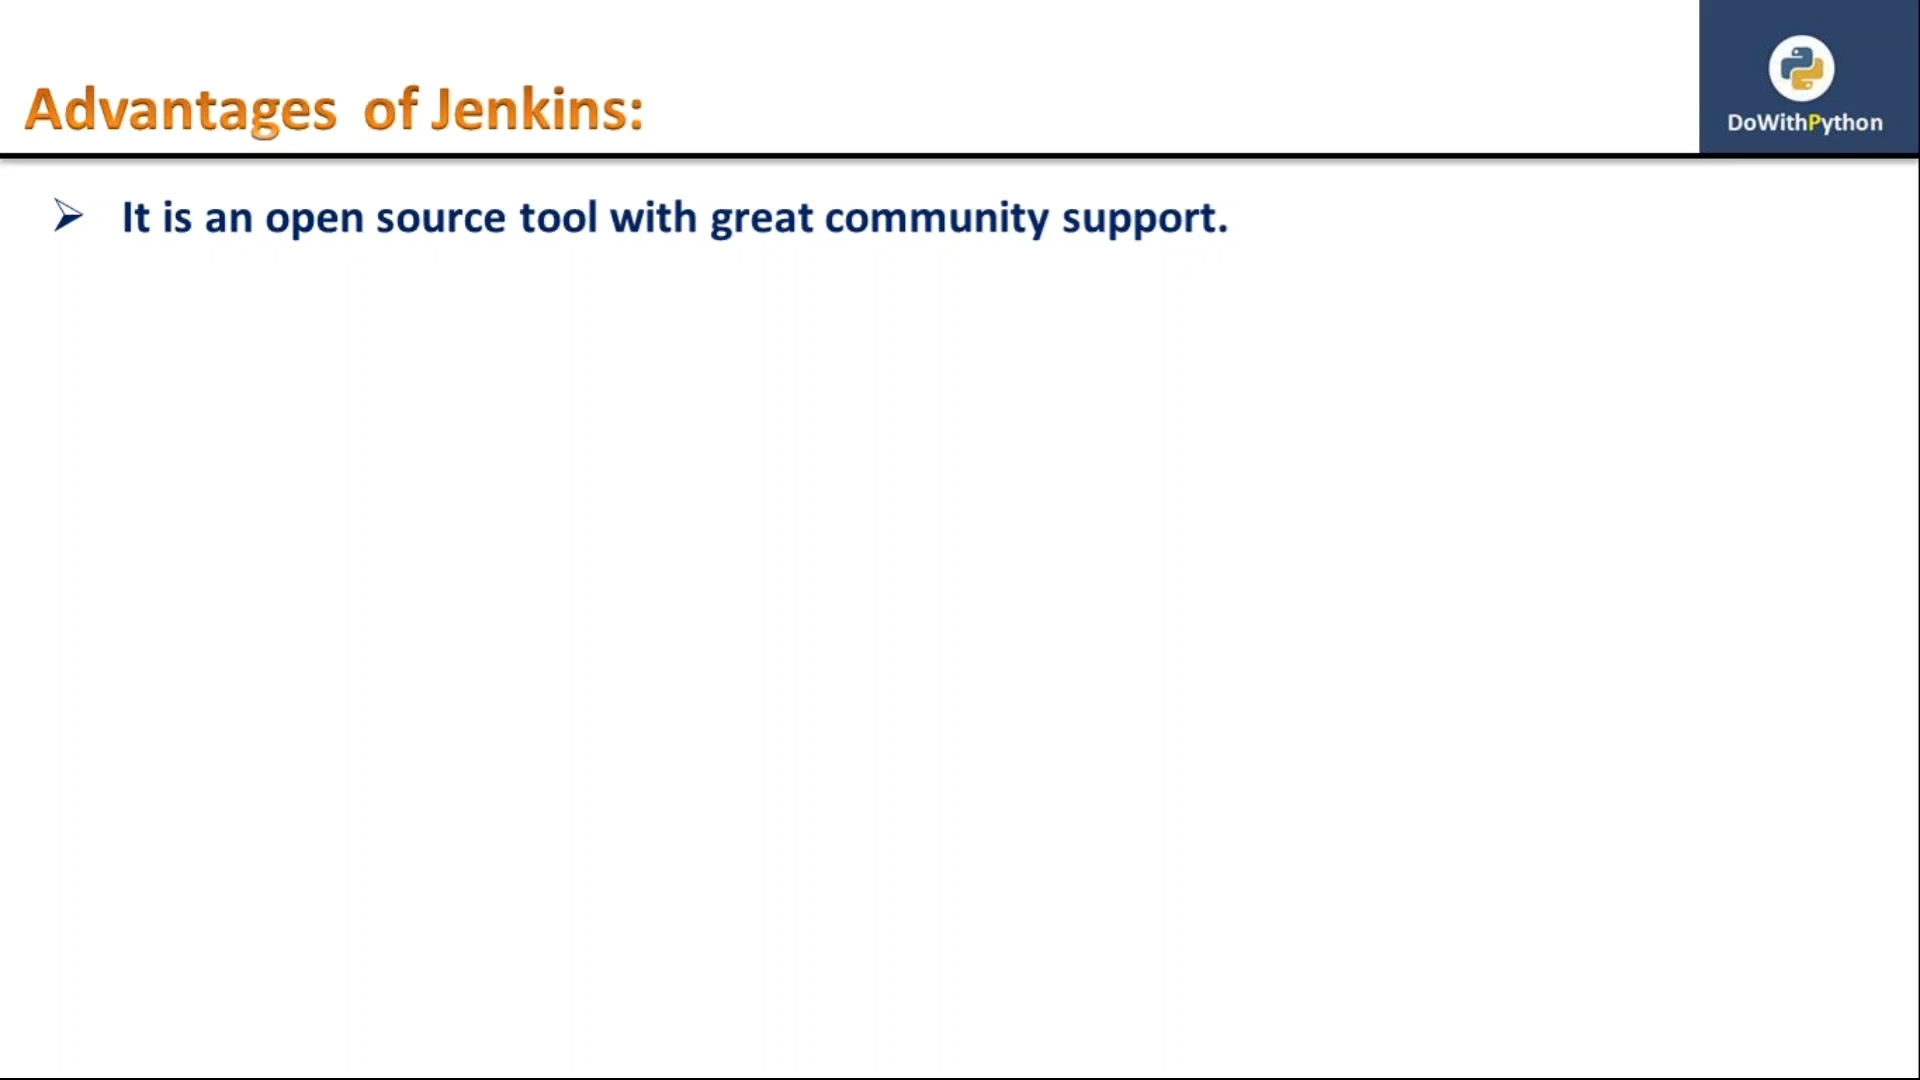 DoWithPython
Advantages of Jenkins:
It is an open source tool with great community support.